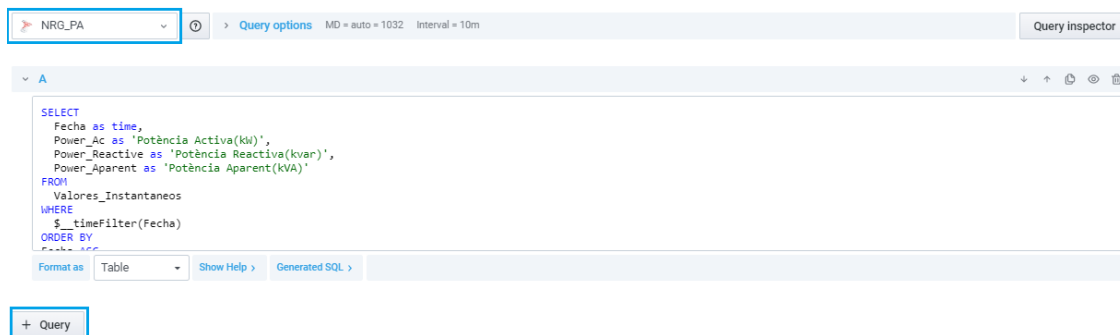 NRG_PA
> Query options MD = auto = 1032 Interval = 10m
Query inspector
A
SELECT
Fecha as time,
Power_Ac as 'Potència Activa(kW)',
Power_Reactive as 'Potència Reactiva(kvar)',
Power_Aparent as 'Potència Aparent(kVA)'
FROM
Valores_Instantaneos
WHERE
$__timeFilter(Fecha)
ORDER BY
Fecha ASC
Format as Table Show Help > Generated SQL >
+ Query